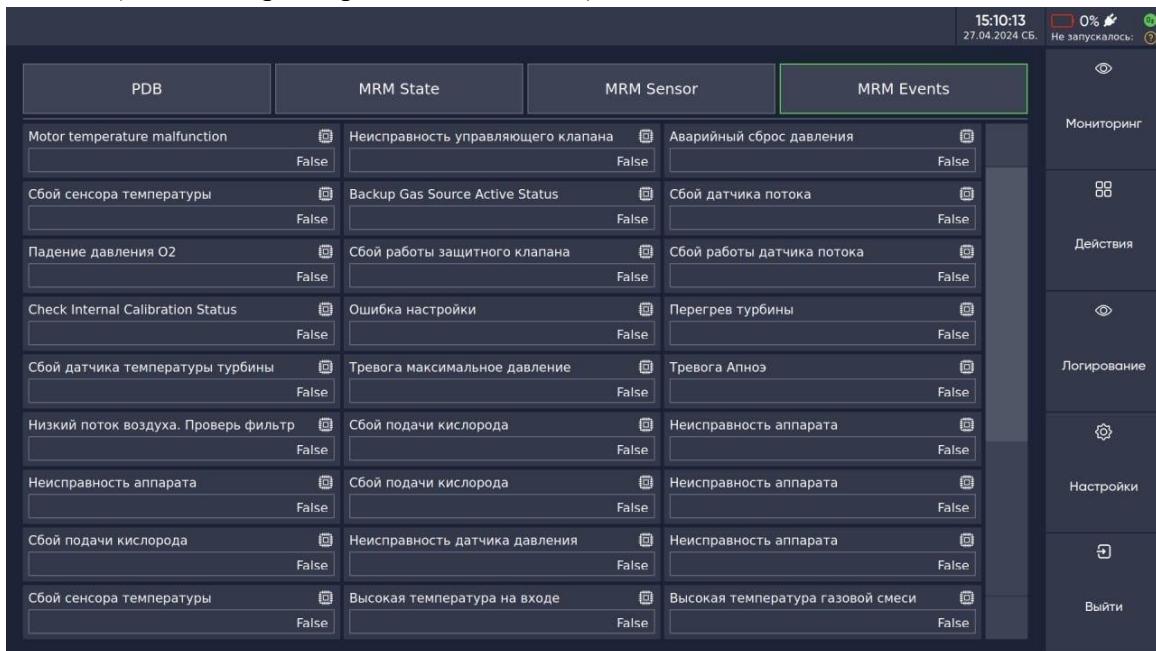 15:10:13
27.04.2024 СБ.
0%
Не запускалось:
PDB
MRM State
MRM Sensor
MRM Events
Motor temperature malfunction
False
Неисправность управляющего клапана
False
Аварийный сброс давления
False
Сбой сенсора температуры
False
Backup Gas Source Active Status
False
Сбой датчика потока
False
Падение давления O2
False
Сбой работы защитного клапана
False
Сбой работы датчика потока
False
Check Internal Calibration Status
False
Ошибка настройки
False
Перегрев турбины
False
Сбой датчика температуры турбины
False
Тревога максимальное давление
False
Тревога Апноэ
False
Низкий поток воздуха. Проверь фильтр
False
Сбой подачи кислорода
False
Неисправность аппарата
False
Неисправность аппарата
False
Сбой подачи кислорода
False
Неисправность аппарата
False
Сбой подачи кислорода
False
Неисправность датчика давления
False
Неисправность аппарата
False
Сбой сенсора температуры
False
Высокая температура на входе
False
Высокая температура газовой смеси
False
Мониторинг
Действия
Логирование
Настройки
Выйти